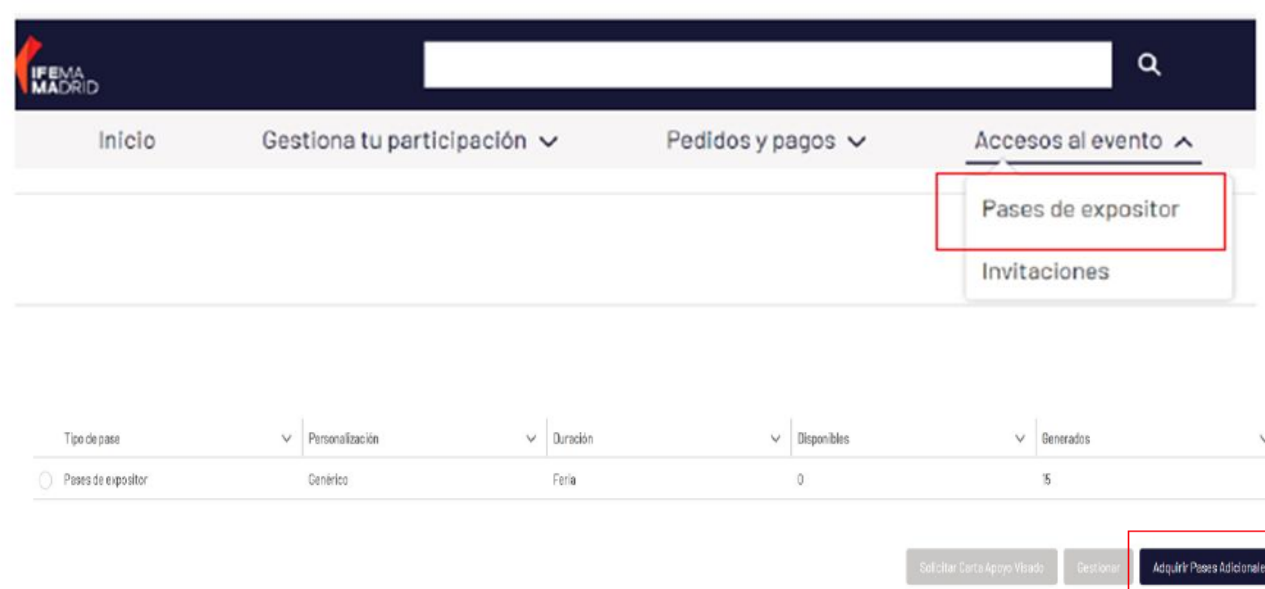 IFEMA
MADRID
Inicio Gestiona tu participación Pedidos y pagos Accesos al evento
Pases de expositor
Invitaciones
Tipo de pase Personalización Duración Disponibles Generados
Pases de expositor Genérico Feria 0 15
Solicitar Carta Apoyo Visado Gestionar Adquirir Pases Adicionale